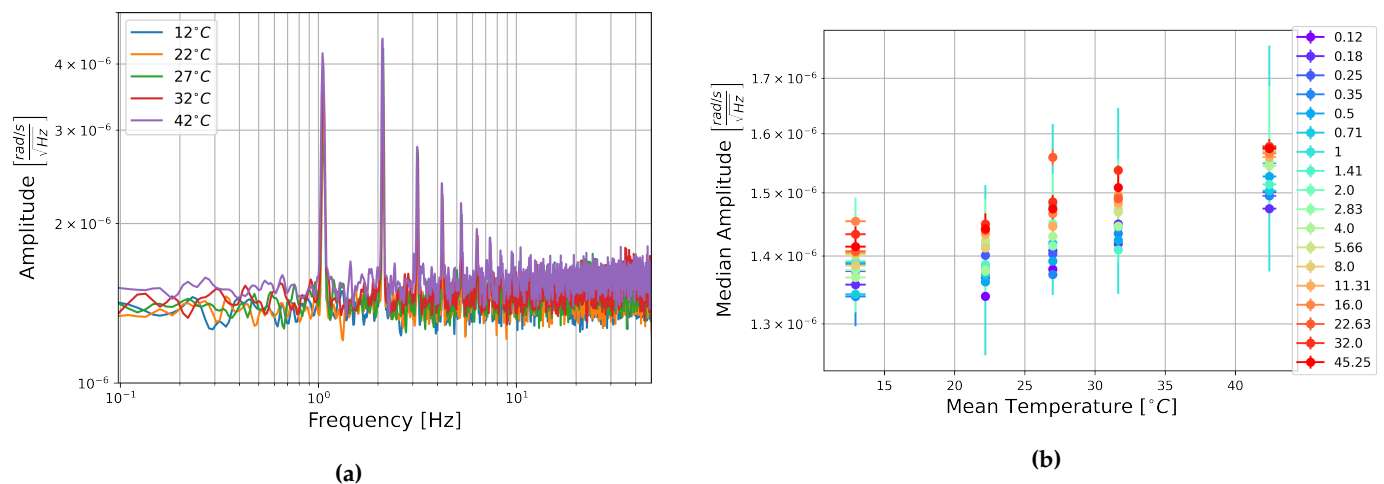 12°C
22°C
27°C
32°C
42°C
4 × 10⁻⁶
3 × 10⁻⁶
2 × 10⁻⁶
10⁻⁶
Amplitude [rad/s / √Hz]
10⁻¹
10⁰
10¹
Frequency [Hz]
(a)
1.7 × 10⁻⁶
1.6 × 10⁻⁶
1.5 × 10⁻⁶
1.4 × 10⁻⁶
1.3 × 10⁻⁶
Median Amplitude [rad/s / √Hz]
15
20
25
30
35
40
Mean Temperature [°C]
0.12
0.18
0.25
0.35
0.5
0.71
1
1.41
2.0
2.83
4.0
5.66
8.0
11.31
16.0
22.63
32.0
45.25
(b)